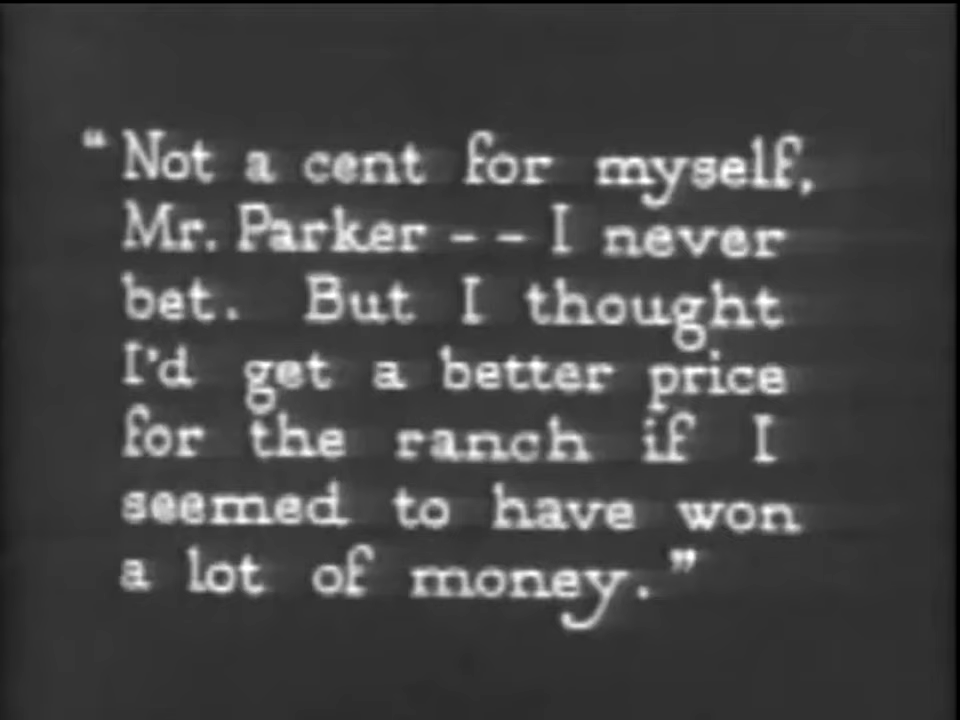 “Not a cent for myself,
Mr. Parker -- I never
bet. But I thought
I'd get a better price
for the ranch if I
seemed to have won
a lot of money.”